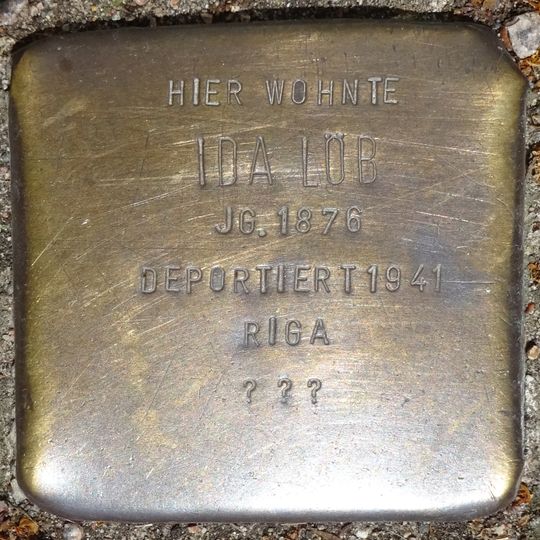 HIER WOHNTE
IDA LÖB
JG. 1876
DEPORTIERT 1941
RIGA
? ? ?